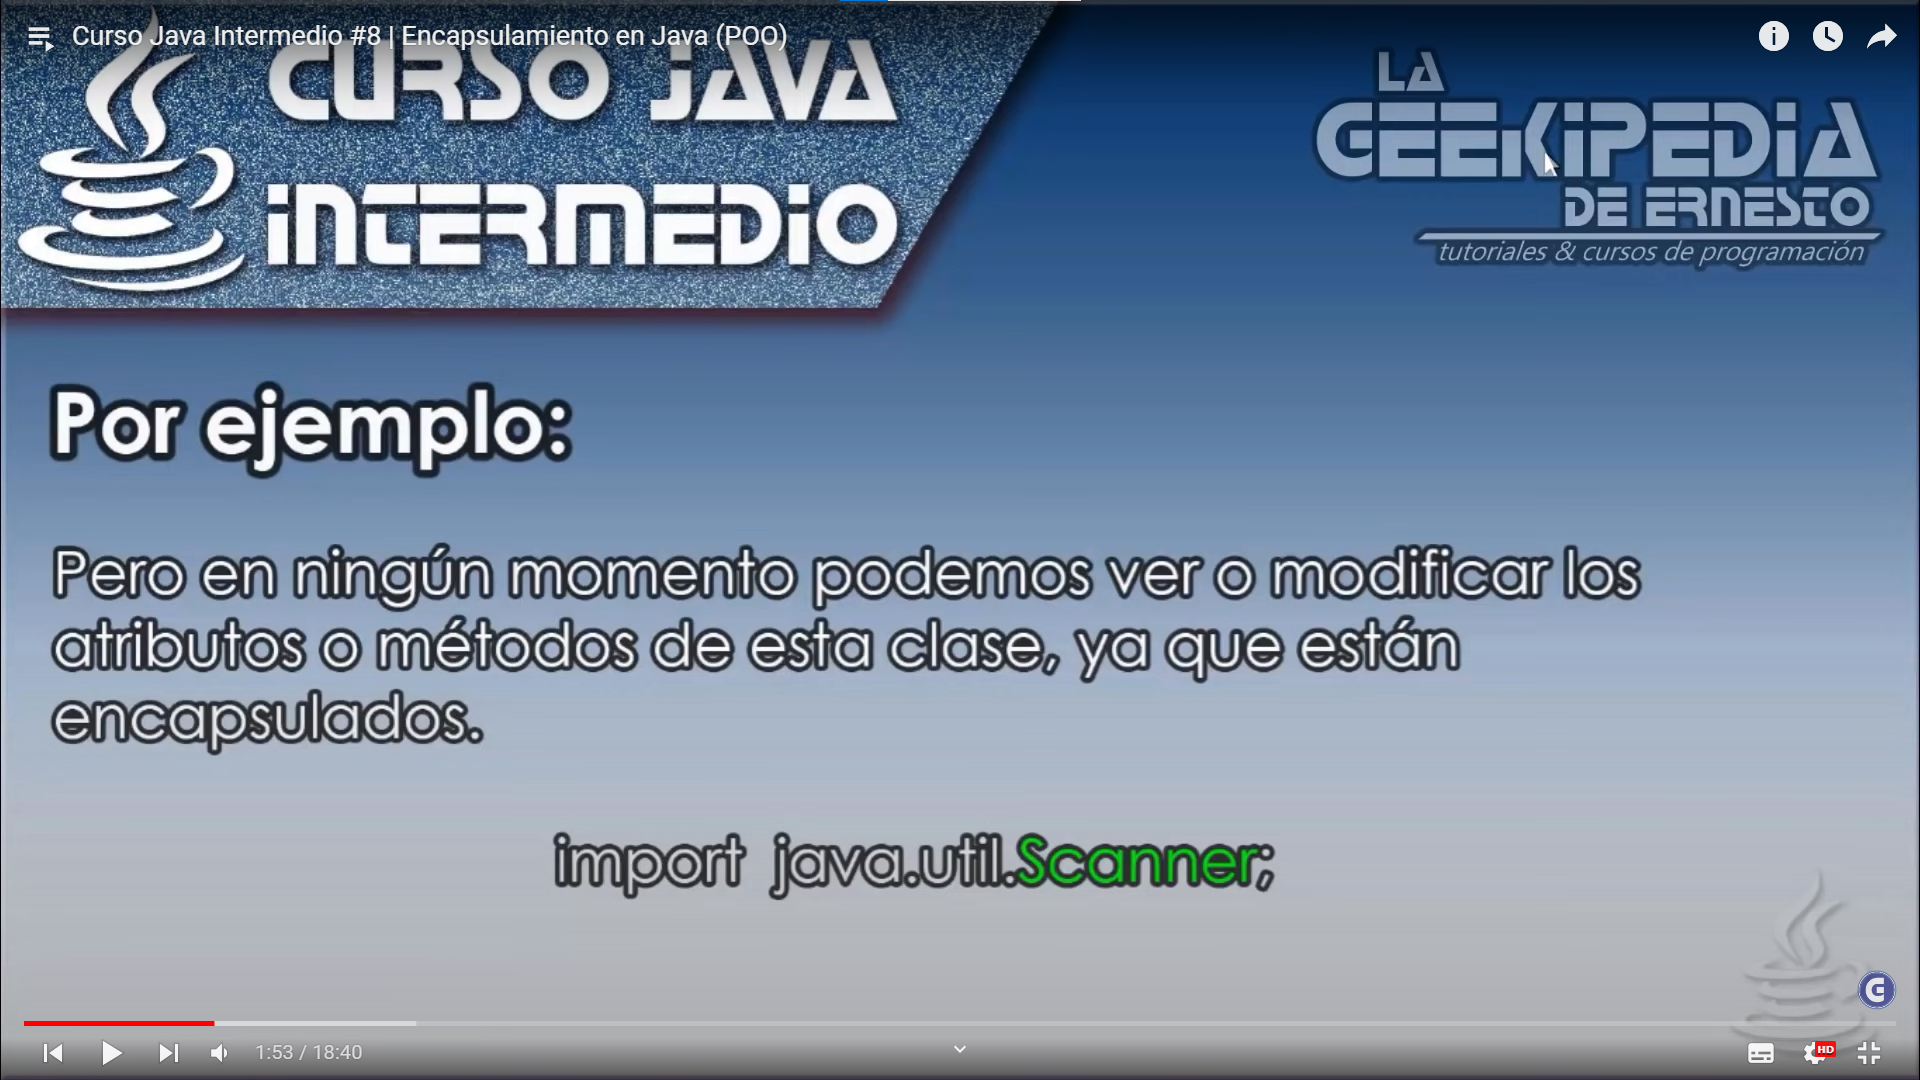 Curso Java Intermedio #8 | Encapsulamiento en Java (POO)
CURSO JAVA
INTERMEDIO
LA
GEEKIPEDIA
DE ERNESTO
tutoriales & cursos de programación
Por ejemplo:
Pero en ningún momento podemos ver o modificar los
atributos o métodos de esta clase, ya que están
encapsulados.
import java.util.Scanner;
G
1:53 / 18:40
HD